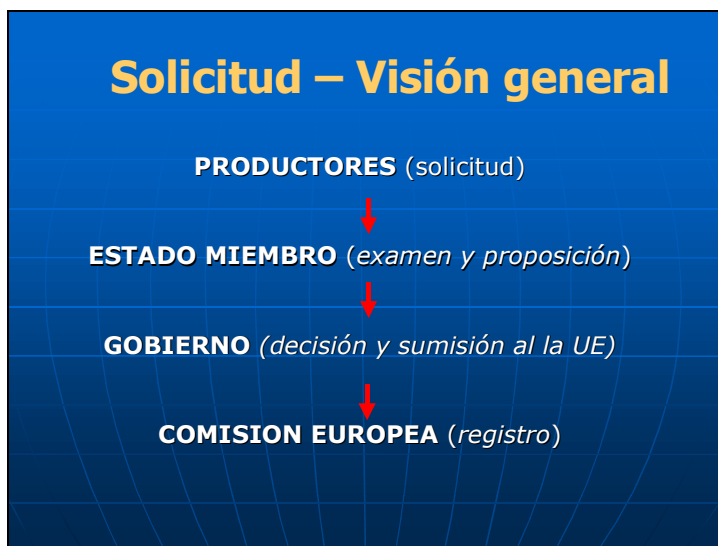 Solicitud – Visión general
PRODUCTORES (solicitud)
ESTADO MIEMBRO (examen y proposición)
GOBIERNO (decisión y sumisión al la UE)
COMISION EUROPEA (registro)